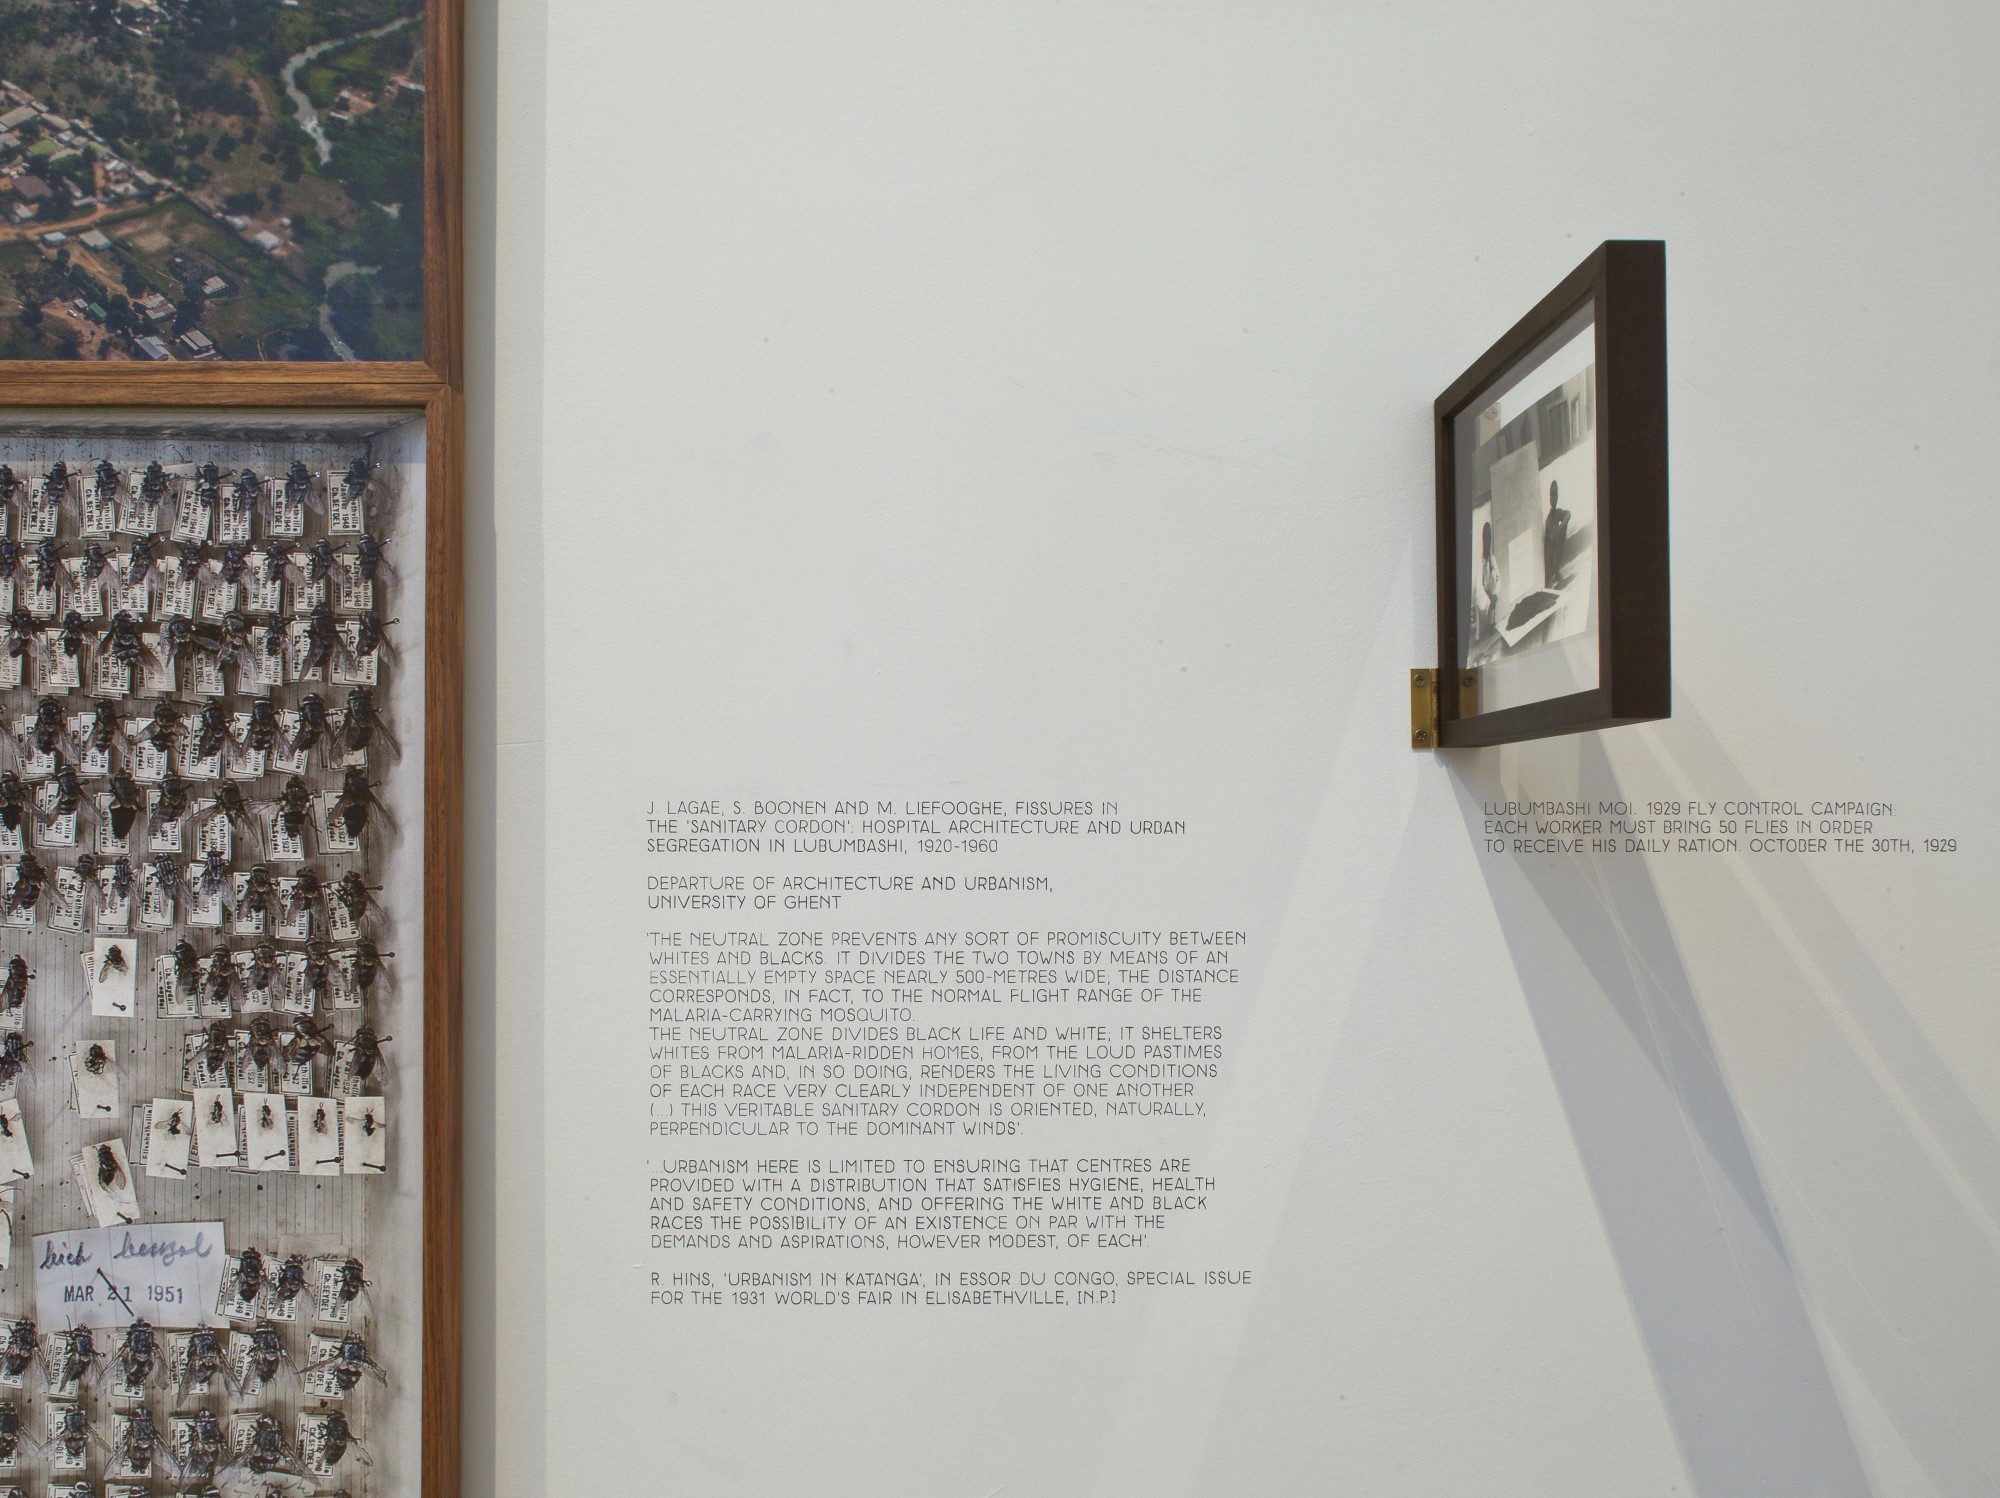 J. LAGAE, S. BOONEN AND M. LIEFOOGHE, FISSURES IN
THE 'SANITARY CORDON': HOSPITAL ARCHITECTURE AND URBAN
SEGREGATION IN LUBUMBASHI, 1920-1960
DEPARTURE OF ARCHITECTURE AND URBANISM,
UNIVERSITY OF GHENT
'THE NEUTRAL ZONE PREVENTS ANY SORT OF PROMISCUITY BETWEEN
WHITES AND BLACKS. IT DIVIDES THE TWO TOWNS BY MEANS OF AN
ESSENTIALLY EMPTY SPACE NEARLY 500-METRES WIDE; THE DISTANCE
CORRESPONDS, IN FACT, TO THE NORMAL FLIGHT RANGE OF THE
MALARIA-CARRYING MOSQUITO.
THE NEUTRAL ZONE DIVIDES BLACK LIFE AND WHITE; IT SHELTERS
WHITES FROM MALARIA-RIDDEN HOMES, FROM THE LOUD PASTIMES
OF BLACKS AND, IN SO DOING, RENDERS THE LIVING CONDITIONS
OF EACH RACE VERY CLEARLY INDEPENDENT OF ONE ANOTHER
(...) THIS VERITABLE SANITARY CORDON IS ORIENTED, NATURALLY,
PERPENDICULAR TO THE DOMINANT WINDS'.
'...URBANISM HERE IS LIMITED TO ENSURING THAT CENTRES ARE
PROVIDED WITH A DISTRIBUTION THAT SATISFIES HYGIENE, HEALTH
AND SAFETY CONDITIONS, AND OFFERING THE WHITE AND BLACK
RACES THE POSSIBILITY OF AN EXISTENCE ON PAR WITH THE
DEMANDS AND ASPIRATIONS, HOWEVER MODEST, OF EACH'.
R. HINS, 'URBANISM IN KATANGA', IN ESSOR DU CONGO, SPECIAL ISSUE
FOR THE 1931 WORLD'S FAIR IN ELISABETHVILLE, [N.P.]
LUBUMBASHI MOI. 1929 FLY CONTROL CAMPAIGN:
EACH WORKER MUST BRING 50 FLIES IN ORDER
TO RECEIVE HIS DAILY RATION. OCTOBER THE 30TH, 1929
MAR 21 1951